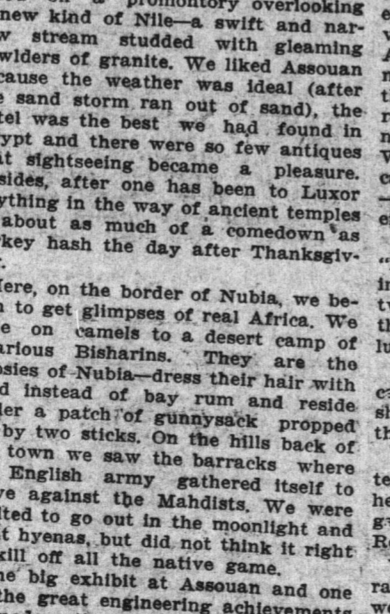 promontory overlooking
new kind of Nile—a swift and nar-
w stream studded with gleaming
wlders of granite. We liked Assouan
cause the weather was ideal (after
e sand storm ran out of sand), the
tel was the best we had found in
ypt and there were so few antiques
at sightseeing became a pleasure.
sides, after one has been to Luxor
ything in the way of ancient temples
about as much of a comedown as
key hash the day after Thanksgiv-
.
ere, on the border of Nubia, we be-
n to get glimpses of real Africa. We
e on camels to a desert camp of
arious Bisharins. They are the
psies of Nubia—dress their hair with
d instead of bay rum and reside
der a patch of gunnysack propped
by two sticks. On the hills back of
town we saw the barracks where
English army gathered itself to
ve against the Mahdists. We were
ited to go out in the moonlight and
t hyenas, but did not think it right
kill off all the native game.
he big exhibit at Assouan and one
the great engineering achievements